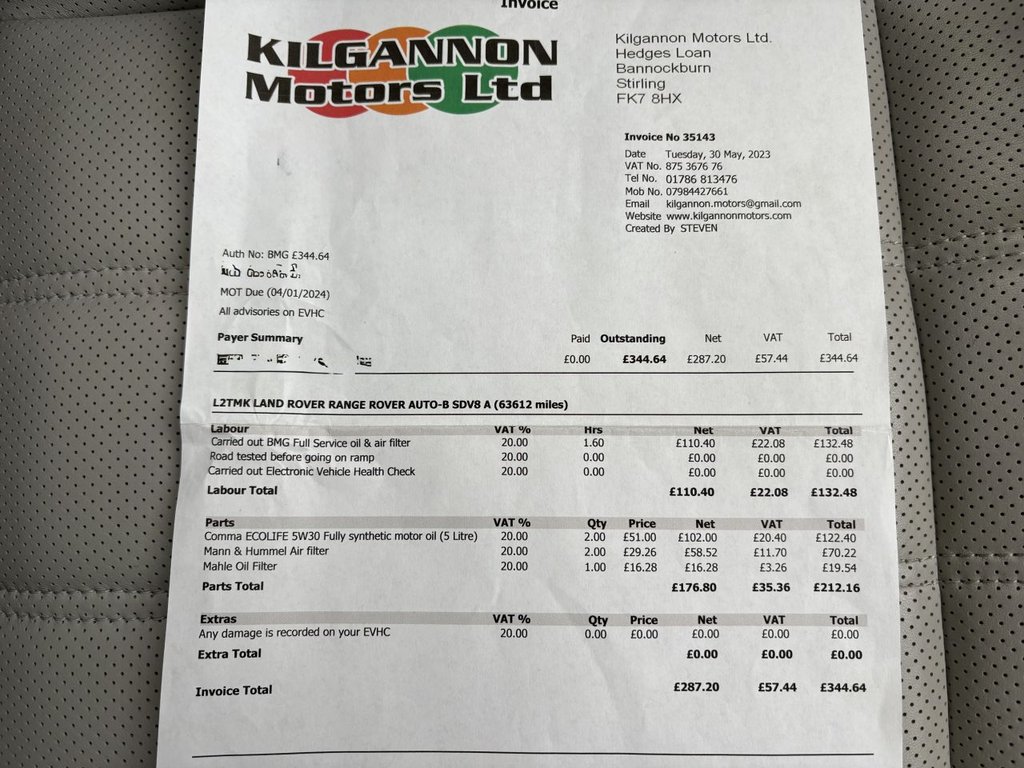 Invoice
KILGANNON
Motors Ltd
Kilgannon Motors Ltd.
Hedges Loan
Bannockburn
Stirling
FK7 8HX
Invoice No 35143
Date Tuesday, 30 May, 2023
VAT No. 875 3676 76
Tel No. 01786 813476
Mob No. 07984427661
Email kilgannon.motors@gmail.com
Website www.kilgannonmotors.com
Created By STEVEN
Auth No: BMG £344.64
MOT Due (04/01/2024)
All advisories on EVHC
Payer Summary Paid Outstanding Net VAT Total
£0.00 £344.64 £287.20 £57.44 £344.64
L2TMK LAND ROVER RANGE ROVER AUTO-B SDV8 A (63612 miles)
Labour VAT % Hrs Net VAT Total
Carried out BMG Full Service oil & air filter 20.00 1.60 £110.40 £22.08 £132.48
Road tested before going on ramp 20.00 0.00 £0.00 £0.00 £0.00
Carried out Electronic Vehicle Health Check 20.00 0.00 £0.00 £0.00 £0.00
Labour Total £110.40 £22.08 £132.48
Parts VAT % Qty Price Net VAT Total
Comma ECOLIFE 5W30 Fully synthetic motor oil (5 Litre) 20.00 2.00 £51.00 £102.00 £20.40 £122.40
Mann & Hummel Air filter 20.00 2.00 £29.26 £58.52 £11.70 £70.22
Mahle Oil Filter 20.00 1.00 £16.28 £16.28 £3.26 £19.54
Parts Total £176.80 £35.36 £212.16
Extras VAT % Qty Price Net VAT Total
Any damage is recorded on your EVHC 20.00 0.00 £0.00 £0.00 £0.00 £0.00
Extra Total £0.00 £0.00 £0.00
Invoice Total £287.20 £57.44 £344.64